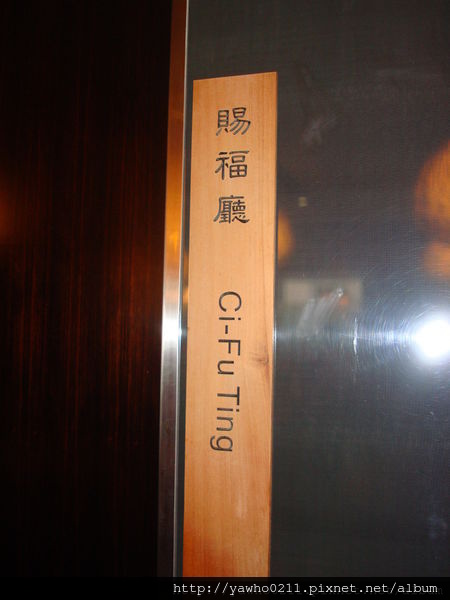 賜福廳
Ci-Fu Ting
http://yawho0211.pixnet.net/album